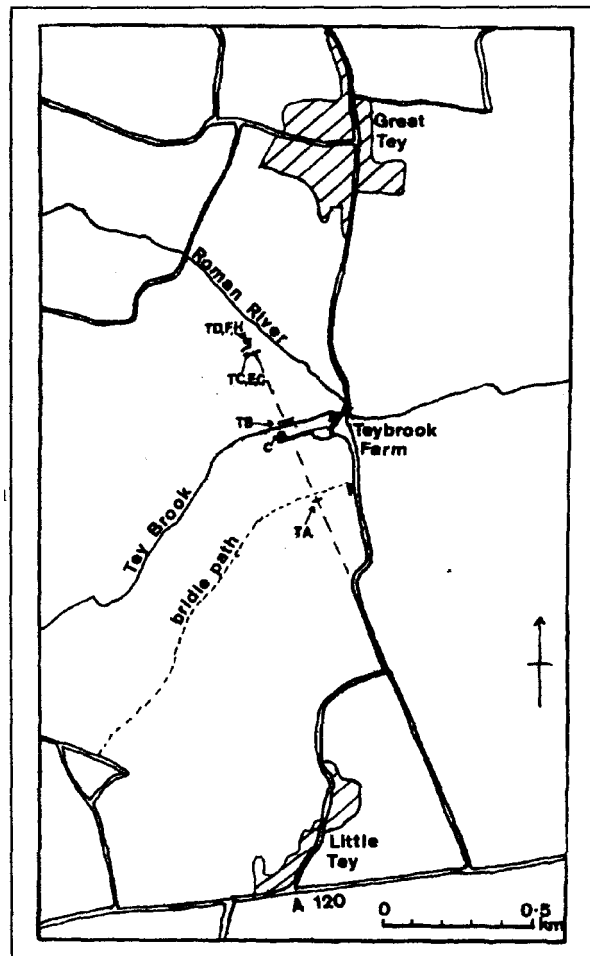 Great
Tey
Roman River
TD,F,H
TC,E,G
TB
C
Teybrook
Farm
TA
Tey Brook
bridle path
Little
Tey
A 120
0
0·5
km